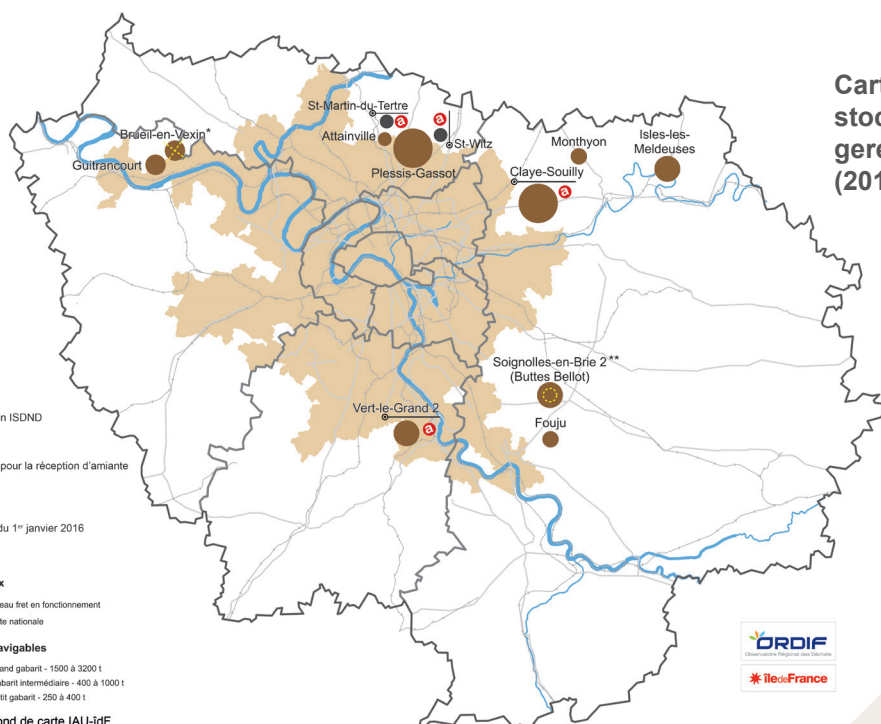 Cart
stoc
gere
(201
St-Martin-du-Tertre
a
a
Bruëil-en-Vexin*
Attainville
St-Witz
Guitrancourt
Plessis-Gassot
Monthyon
Isles-les-
Meldeuses
Claye-Souilly
a
Soignolles-en-Brie 2**
(Buttes Bellot)
Vert-le-Grand 2
a
Fouju
n ISDND
pour la réception d'amiante
du 1er janvier 2016
x
eau fret en fonctionnement
te nationale
avigables
and gabarit - 1500 à 3200 t
abarit intermédiaire - 400 à 1000 t
tit gabarit - 250 à 400 t
ond de carte IAU-îdF
ORDIF
Observatoire Régional des Déchets
îledeFrance